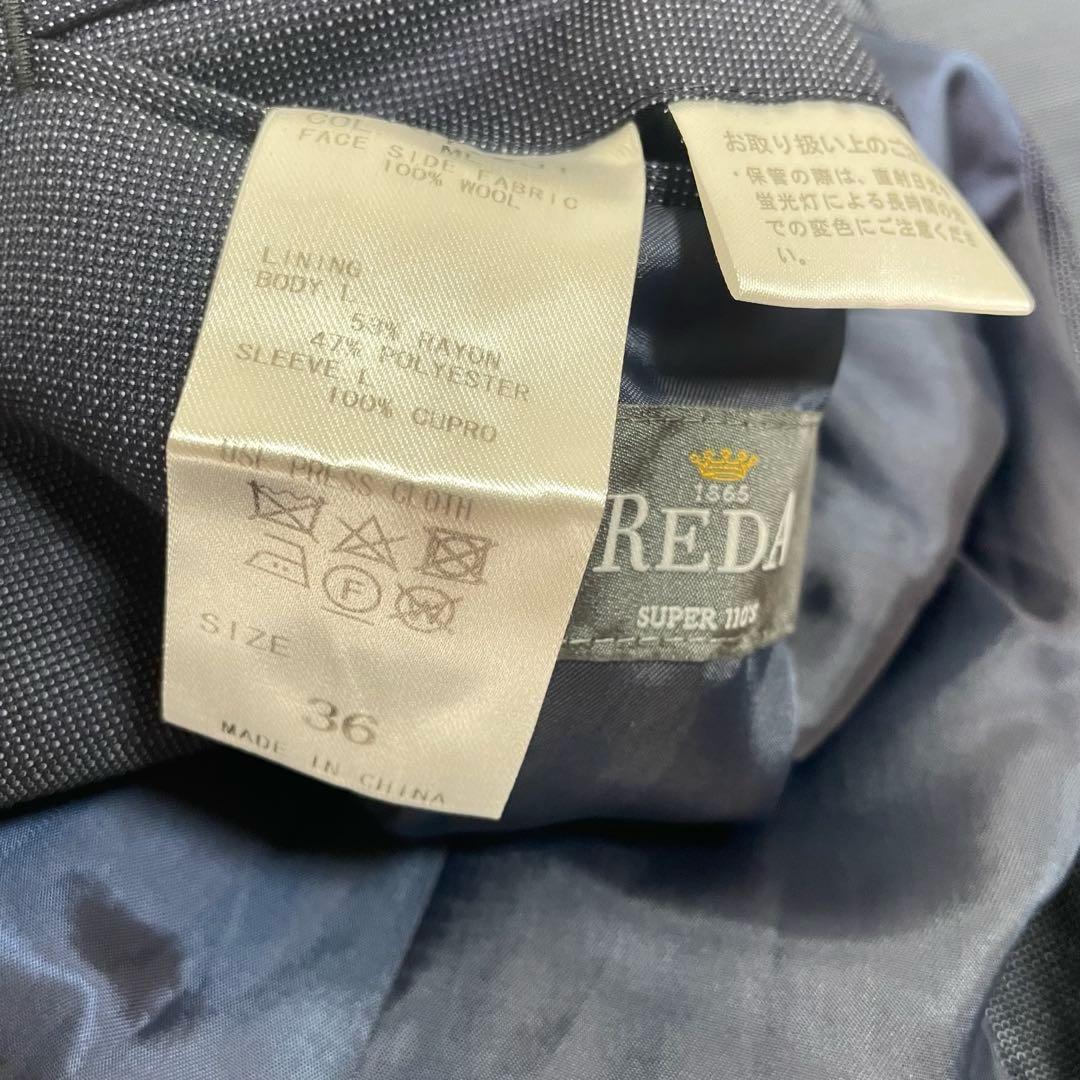 COL.
FACE SIDE FABRIC
100% WOOL
LINING
BODY.L
53% RAYON
47% POLYESTER
SLEEVE.L
100% CUPRO
USE PRESS CLOTH
F
W
SIZE
36
MADE IN CHINA
お取り扱い上のご
・保管の際は、直射日光
蛍光灯による長時間の
での変色にご注意くださ
い。
1865
REDA
SUPER 110'S